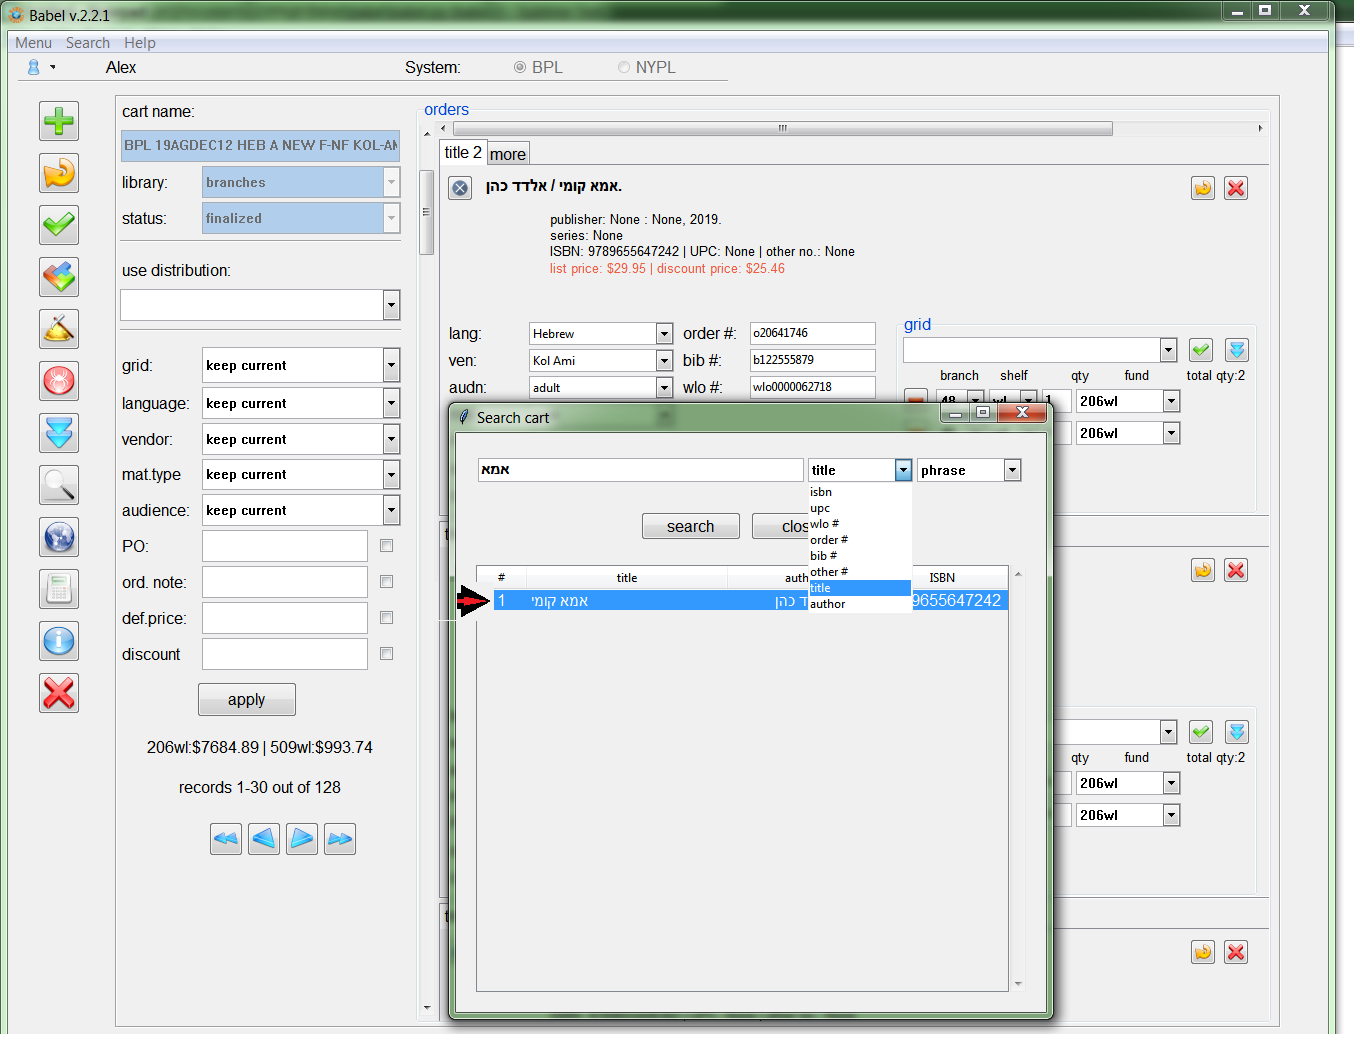 Babel v.2.2.1
Menu Search Help
Alex System: BPL NYPL
cart name:
BPL 19AGDEC12 HEB A NEW F-NF KOL-AM
library: branches
status: finalized
use distribution:
grid: keep current
language: keep current
vendor: keep current
mat.type keep current
audience: keep current
PO:
ord. note:
def.price:
discount
apply
206wl:$7684.89 | 509wl:$993.74
records 1-30 out of 128
orders
title 2 more
אמא קומי / אלדד כהן.
publisher: None : None, 2019.
series: None
ISBN: 9789655647242 | UPC: None | other no.: None
list price: $29.95 | discount price: $25.46
lang: Hebrew order #: o20641746
ven: Kol Ami bib #: b122555879
audn: adult wlo #: wlo0000062718
grid
branch shelf qty fund total qty:2
48 wl 1 206wl
206wl
Search cart
אמא title phrase
isbn
upc
wlo #
order #
bib #
other #
title
author
search clos
# title auth ISBN
1 אמא קומי ד כהן 9655647242
qty fund total qty:2
206wl
206wl